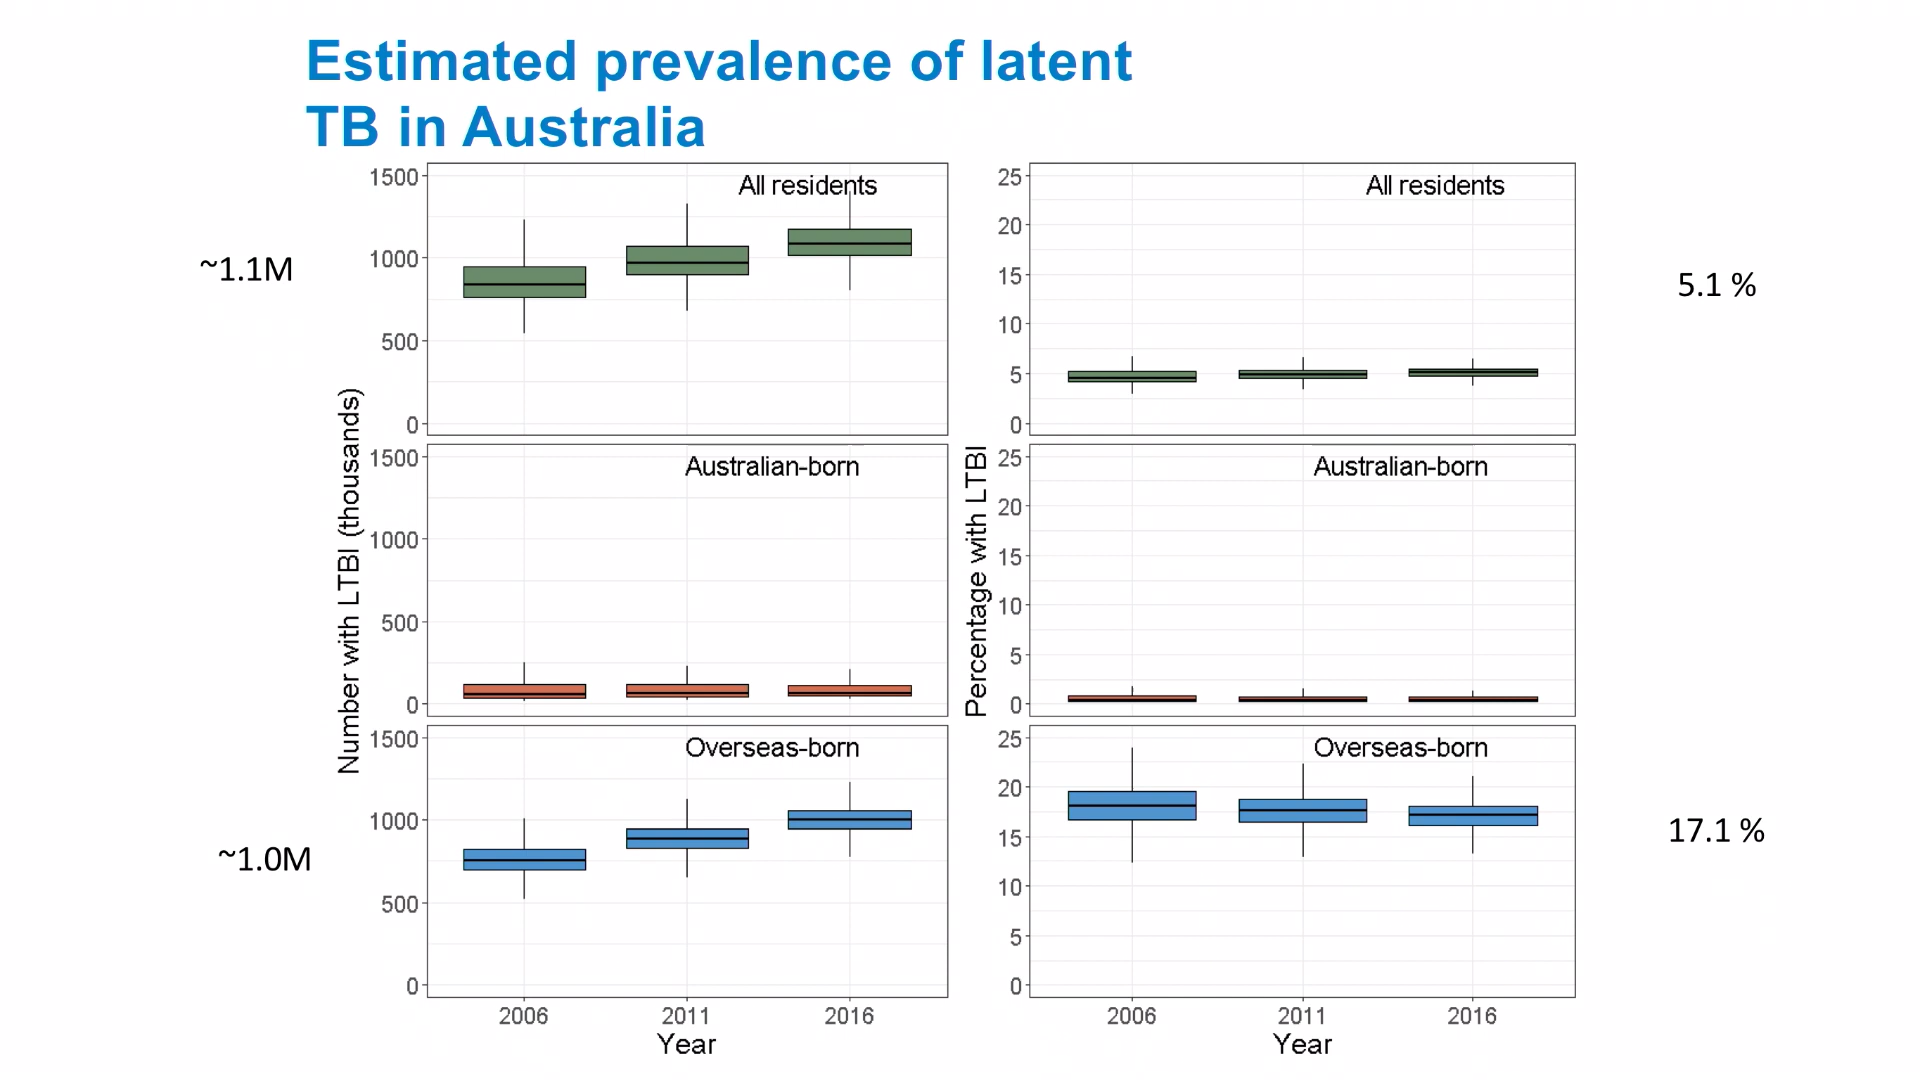 Estimated prevalence of latent
TB in Australia
~1.1M
5.1 %
~1.0M
17.1 %
Number with LTBI (thousands)
1500
1000
500
0
All residents
1500
1000
500
0
Australian-born
1500
1000
500
0
Overseas-born
2006
2011
2016
Year
Percentage with LTBI
25
20
15
10
5
0
All residents
25
20
15
10
5
0
Australian-born
25
20
15
10
5
0
Overseas-born
2006
2011
2016
Year